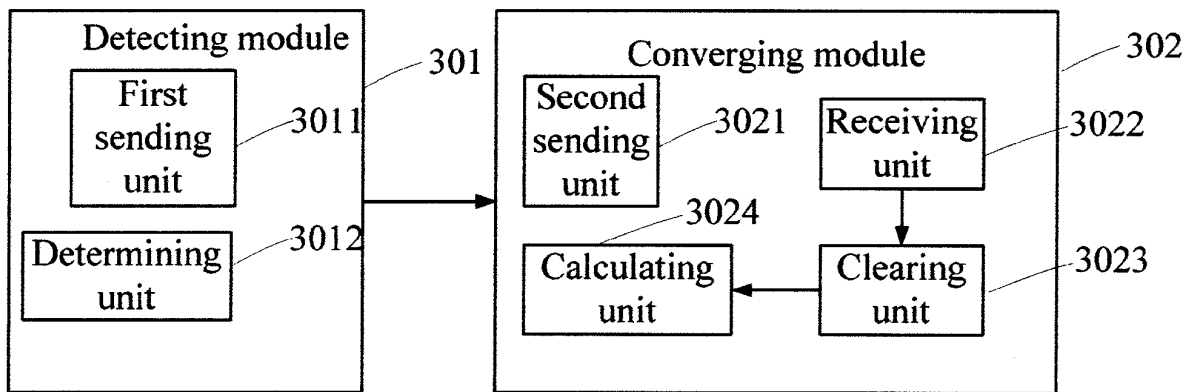 Detecting module
301
First
sending
unit
3011
Determining
unit
3012
Converging module
302
Second
sending
unit
3021
Receiving
unit
3022
3024
Calculating
unit
Clearing
unit
3023